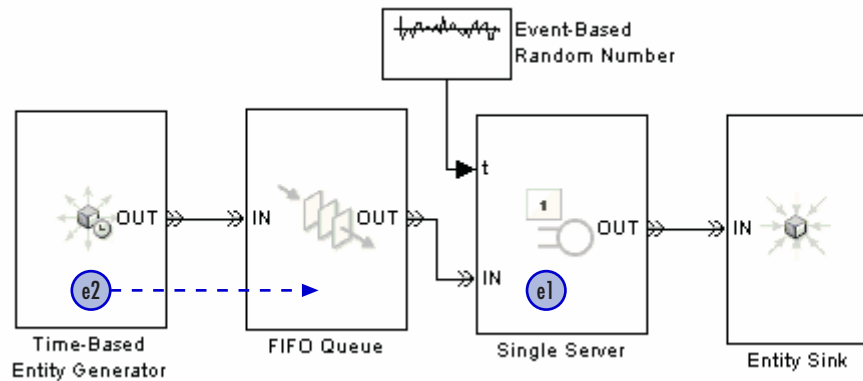 Event-Based
Random Number
OUT
IN
OUT
t
IN
1
OUT
IN
e2
e1
Time-Based
Entity Generator
FIFO Queue
Single Server
Entity Sink